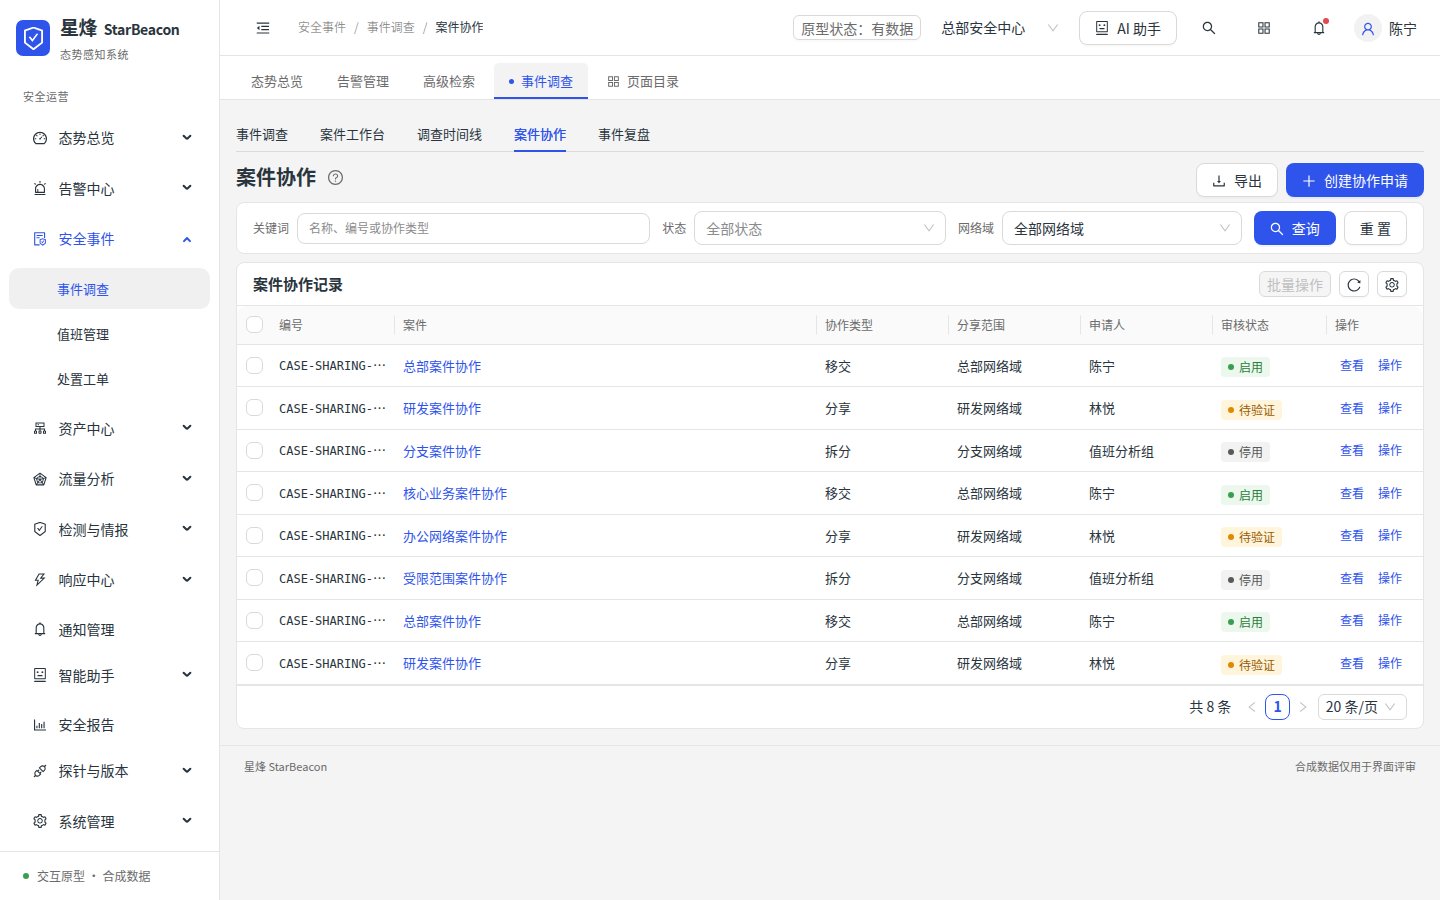 星烽 StarBeacon
态势感知系统
安全运营
态势总览
告警中心
安全事件
事件调查
值班管理
处置工单
资产中心
流量分析
检测与情报
响应中心
通知管理
智能助手
安全报告
探针与版本
系统管理
交互原型 · 合成数据
安全事件 / 事件调查 / 案件协作
原型状态：有数据
总部安全中心
AI 助手
陈宁
态势总览 告警管理 高级检索 事件调查 页面目录
事件调查 案件工作台 调查时间线 案件协作 事件复盘
案件协作
导出
创建协作申请
关键词 名称、编号或协作类型 状态 全部状态 网络域 全部网络域 查询 重 置
案件协作记录
批量操作
编号 案件 协作类型 分享范围 申请人 审核状态 操作
CASE-SHARING-··· 总部案件协作 移交 总部网络域 陈宁 启用 查看 操作
CASE-SHARING-··· 研发案件协作 分享 研发网络域 林悦 待验证 查看 操作
CASE-SHARING-··· 分支案件协作 拆分 分支网络域 值班分析组 停用 查看 操作
CASE-SHARING-··· 核心业务案件协作 移交 总部网络域 陈宁 启用 查看 操作
CASE-SHARING-··· 办公网络案件协作 分享 研发网络域 林悦 待验证 查看 操作
CASE-SHARING-··· 受限范围案件协作 拆分 分支网络域 值班分析组 停用 查看 操作
CASE-SHARING-··· 总部案件协作 移交 总部网络域 陈宁 启用 查看 操作
CASE-SHARING-··· 研发案件协作 分享 研发网络域 林悦 待验证 查看 操作
共 8 条 1 20 条/页
星烽 StarBeacon
合成数据仅用于界面评审